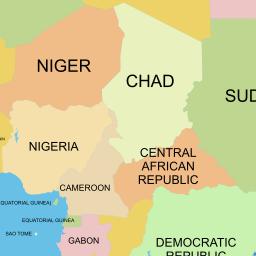 NIGER
CHAD
SUD
NIGERIA
CENTRAL
AFRICAN
REPUBLIC
CAMEROON
EQUATORIAL GUINEA)
EQUATORIAL GUINEA
SAO TOME
GABON
DEMOCRATIC
REPUBLIC